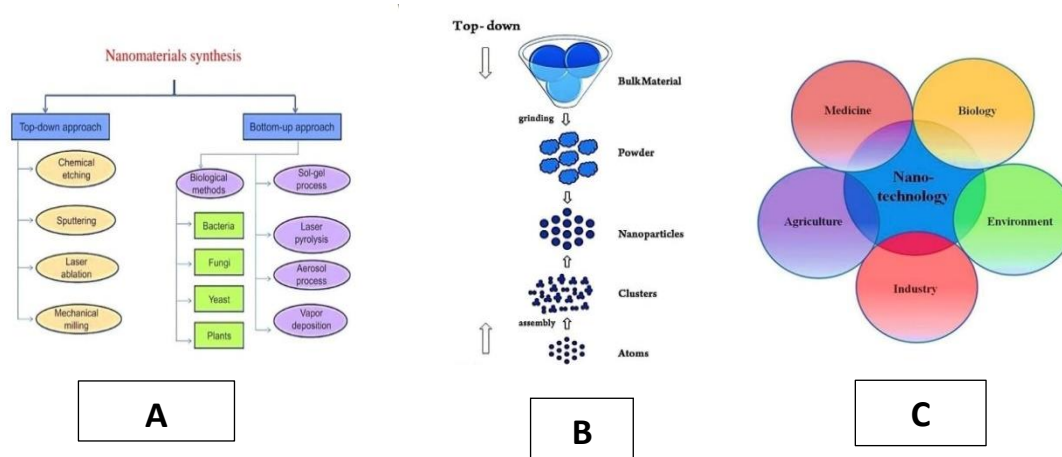 Nanomaterials synthesis
Top-down approach
Bottom-up approach
Chemical
etching
Sputtering
Laser
ablation
Mechanical
milling
Biological
methods
Bacteria
Fungi
Yeast
Plants
Sol-gel
process
Laser
pyrolysis
Aerosol
process
Vapor
deposition
A
Top- down
Bulk Material
grinding
Powder
Nanoparticles
Clusters
assembly
Atoms
B
Medicine
Biology
Nano-
technology
Agriculture
Environment
Industry
C